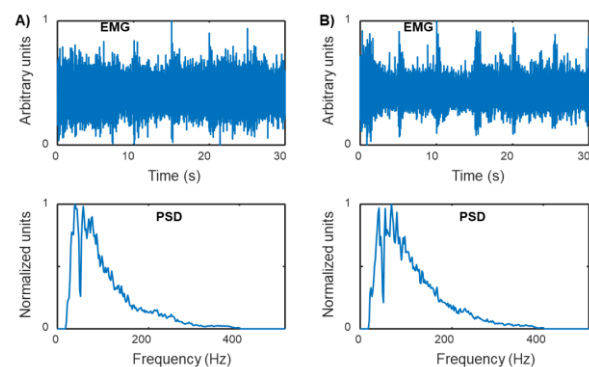 A)
EMG
Arbitrary units
1
0
0 10 20 30
Time (s)
B)
EMG
Arbitrary units
1
0
0 10 20 30
Time (s)
PSD
Normalized units
1
0
0 200 400
Frequency (Hz)
PSD
Normalized units
1
0
0 200 400
Frequency (Hz)